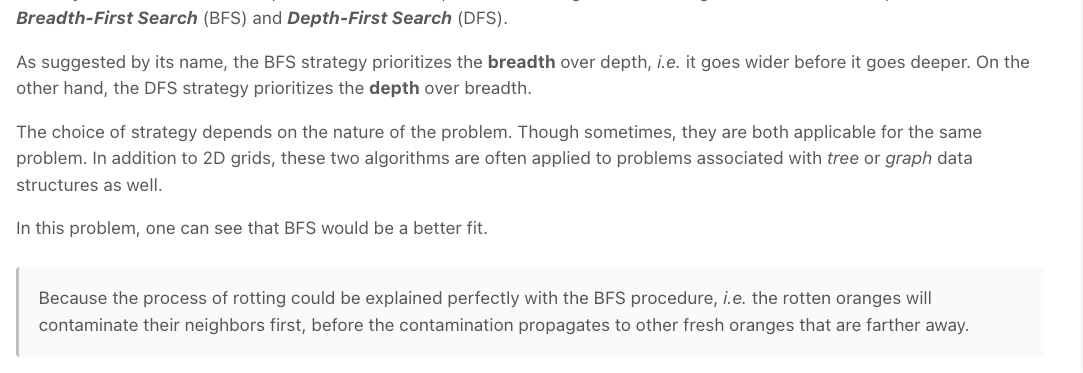 Breadth-First Search (BFS) and Depth-First Search (DFS).
As suggested by its name, the BFS strategy prioritizes the breadth over depth, i.e. it goes wider before it goes deeper. On the
other hand, the DFS strategy prioritizes the depth over breadth.
The choice of strategy depends on the nature of the problem. Though sometimes, they are both applicable for the same
problem. In addition to 2D grids, these two algorithms are often applied to problems associated with tree or graph data
structures as well.
In this problem, one can see that BFS would be a better fit.
Because the process of rotting could be explained perfectly with the BFS procedure, i.e. the rotten oranges will
contaminate their neighbors first, before the contamination propagates to other fresh oranges that are farther away.